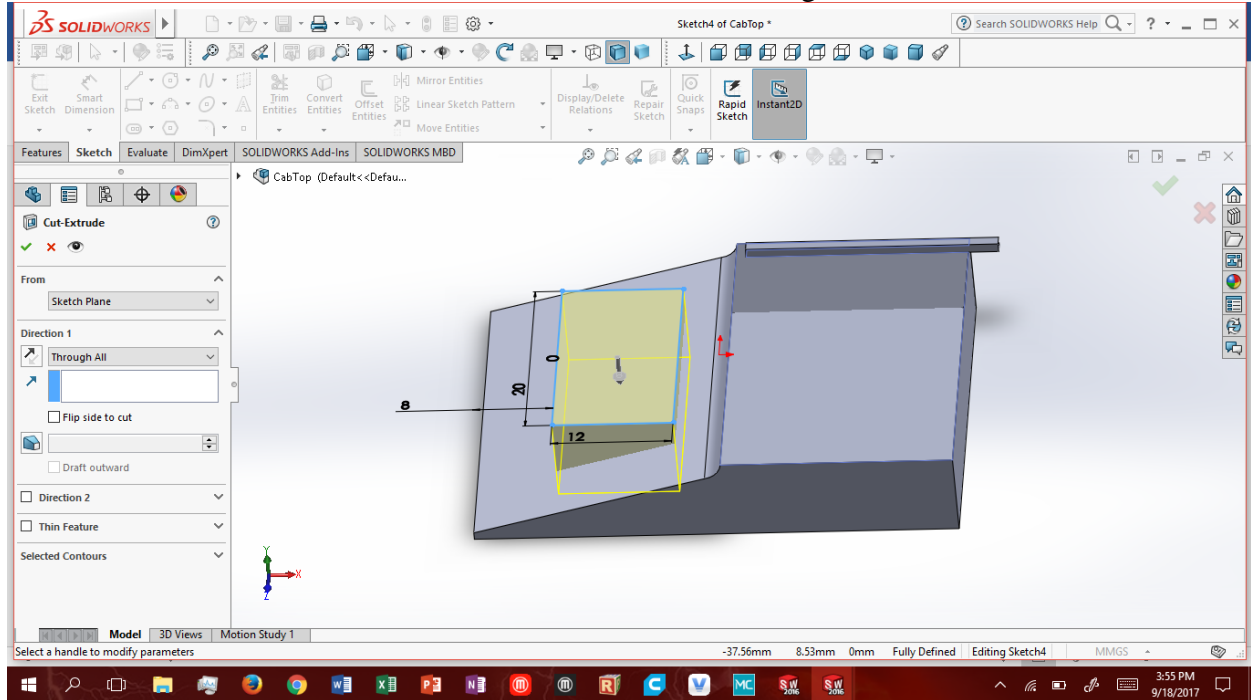 SOLIDWORKS
Sketch4 of CabTop *
Search SOLIDWORKS Help
?
Exit Sketch
Smart Dimension
Trim Entities
Convert Entities
Offset Entities
Mirror Entities
Linear Sketch Pattern
Move Entities
Display/Delete Relations
Repair Sketch
Quick Snaps
Rapid Sketch
Instant2D
Features Sketch Evaluate DimXpert SOLIDWORKS Add-Ins SOLIDWORKS MBD
CabTop (Default<<Defau...
Cut-Extrude
From
Sketch Plane
Direction 1
Through All
Flip side to cut
Draft outward
Direction 2
Thin Feature
Selected Contours
0
20
8
12
Y
X
Z
Model 3D Views Motion Study 1
Select a handle to modify parameters
-37.56mm 8.53mm 0mm Fully Defined Editing Sketch4 MMGS
3:55 PM
9/18/2017
MC
SW 2016
SW 2016